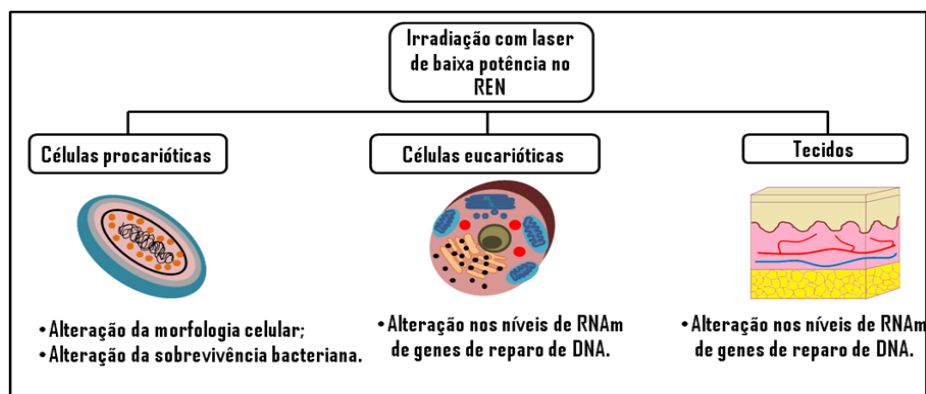 Irradiação com laser
de baixa potência no
REN
Células procarióticas
Células eucarióticas
Tecidos
• Alteração da morfologia celular;
• Alteração da sobrevivência bacteriana.
• Alteração nos níveis de RNAm
de genes de reparo de DNA.
• Alteração nos níveis de RNAm
de genes de reparo de DNA.